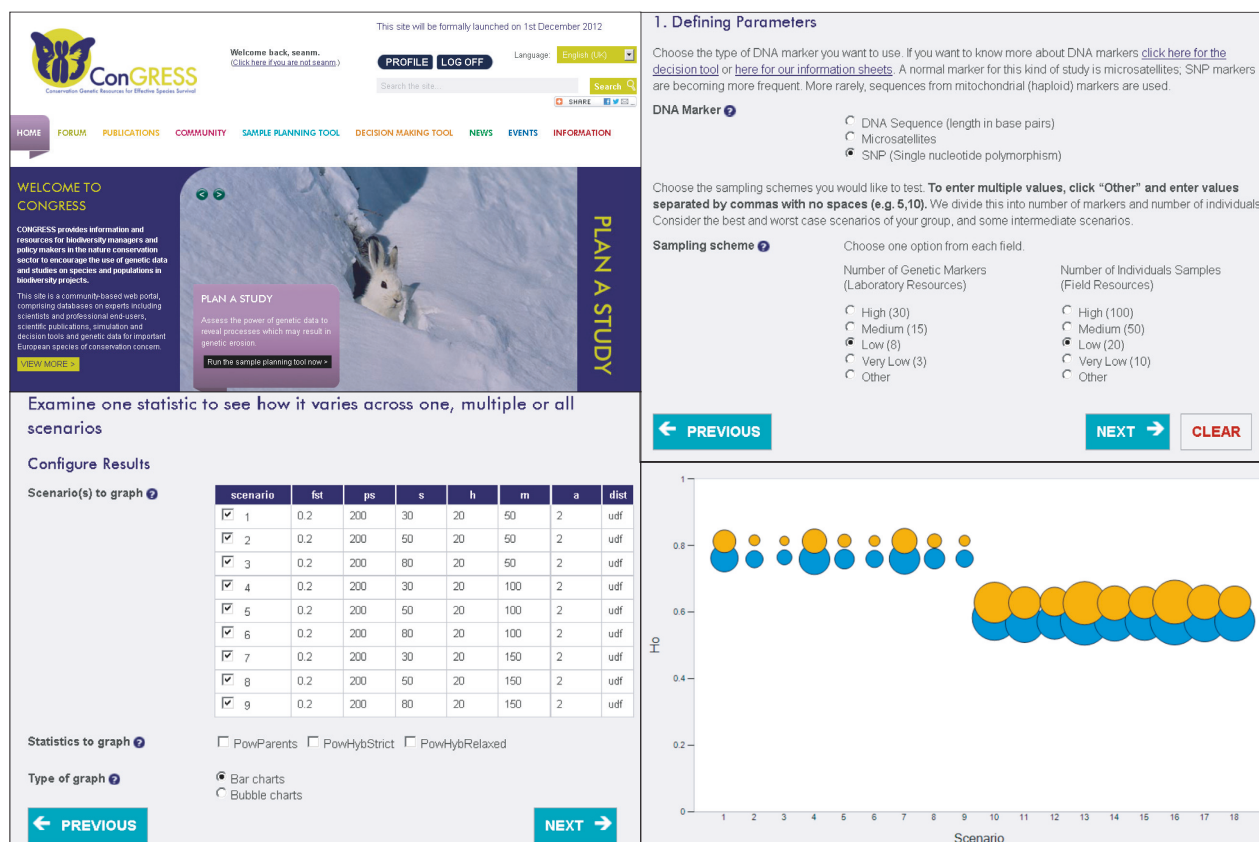 This site will be formally launched on 1st December 2012
ConGRESS
Conservation Genetic Resources for Effective Species Survival
Welcome back, seanm.
(Click here if you are not seanm.)
PROFILE LOG OFF
Language: English (UK)
Search the site...
Search
SHARE
HOME FORUM PUBLICATIONS COMMUNITY SAMPLE PLANNING TOOL DECISION MAKING TOOL NEWS EVENTS INFORMATION
WELCOME TO
CONGRESS
CONGRESS provides information and
resources for biodiversity managers and
policy makers in the nature conservation
sector to encourage the use of genetic data
and studies on species and populations in
biodiversity projects.
This site is a community-based web portal,
comprising databases on experts including
scientists and professional end-users,
scientific publications, simulation and
decision tools and genetic data for important
European species of conservation concern.
VIEW MORE >
PLAN A STUDY
Assess the power of genetic data to
reveal processes which may result in
genetic erosion.
Run the sample planning tool now >
PLAN A STUDY
1. Defining Parameters
Choose the type of DNA marker you want to use. If you want to know more about DNA markers click here for the
decision tool or here for our information sheets. A normal marker for this kind of study is microsatellites; SNP markers
are becoming more frequent. More rarely, sequences from mitochondrial (haploid) markers are used.
DNA Marker ?
DNA Sequence (length in base pairs)
Microsatellites
SNP (Single nucleotide polymorphism)
Choose the sampling schemes you would like to test. To enter multiple values, click "Other" and enter values
separated by commas with no spaces (e.g. 5,10). We divide this into number of markers and number of individuals
Consider the best and worst case scenarios of your group, and some intermediate scenarios.
Sampling scheme ? Choose one option from each field.
Number of Genetic Markers
(Laboratory Resources)
High (30)
Medium (15)
Low (8)
Very Low (3)
Other
Number of Individuals Samples
(Field Resources)
High (100)
Medium (50)
Low (20)
Very Low (10)
Other
PREVIOUS NEXT CLEAR
Examine one statistic to see how it varies across one, multiple or all
scenarios
Configure Results
Scenario(s) to graph ?
scenario fst ps s h m a dist
1 0.2 200 30 20 50 2 udf
2 0.2 200 50 20 50 2 udf
3 0.2 200 80 20 50 2 udf
4 0.2 200 30 20 100 2 udf
5 0.2 200 50 20 100 2 udf
6 0.2 200 80 20 100 2 udf
7 0.2 200 30 20 150 2 udf
8 0.2 200 50 20 150 2 udf
9 0.2 200 80 20 150 2 udf
Statistics to graph ? PowParents PowHybStrict PowHybRelaxed
Type of graph ? Bar charts
Bubble charts
PREVIOUS NEXT
1
0.8
0.6
0.4
0.2
0
Ho
1 2 3 4 5 6 7 8 9 10 11 12 13 14 15 16 17 18
Scenario